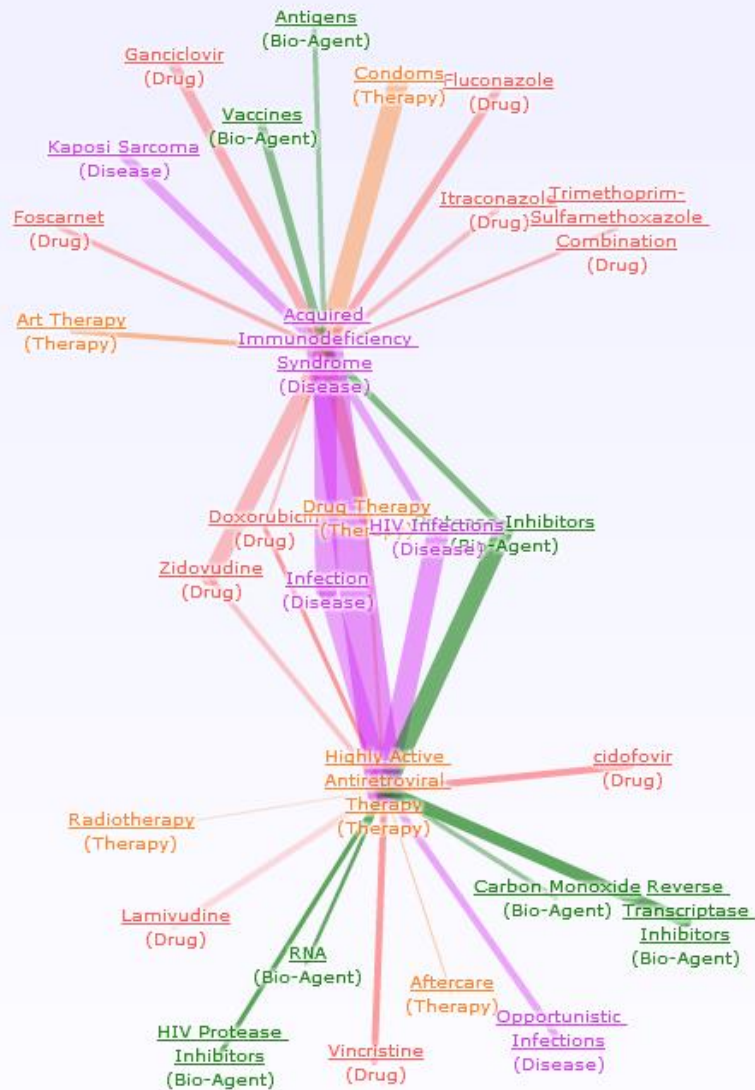 Antigens
(Bio-Agent)
Ganciclovir
(Drug)
Condoms
(Therapy)
Fluconazole
(Drug)
Vaccines
(Bio-Agent)
Kaposi Sarcoma
(Disease)
Itraconazole
(Drug)
Trimethoprim-
Sulfamethoxazole
Combination
(Drug)
Foscarnet
(Drug)
Art Therapy
(Therapy)
Acquired
Immunodeficiency
Syndrome
(Disease)
Drug Therapy
(Therapy)
Doxorubicin
(Drug)
HIV Infections
(Disease)
Inhibitors
(Bio-Agent)
Zidovudine
(Drug)
Infection
(Disease)
Highly Active
Antiretroviral
Therapy
(Therapy)
cidofovir
(Drug)
Radiotherapy
(Therapy)
Carbon Monoxide
(Bio-Agent)
Reverse
Transcriptase
Inhibitors
(Bio-Agent)
Lamivudine
(Drug)
RNA
(Bio-Agent)
Aftercare
(Therapy)
Opportunistic
Infections
(Disease)
HIV Protease
Inhibitors
(Bio-Agent)
Vincristine
(Drug)